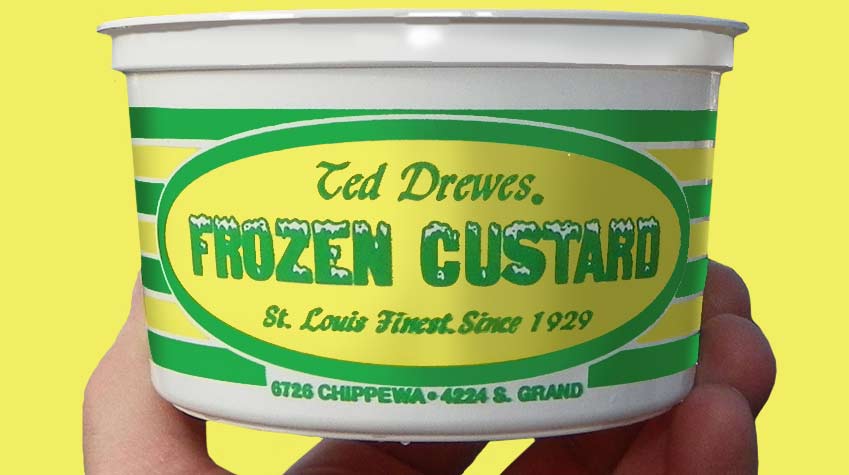 Ted Drewes.
FROZEN CUSTARD
St. Louis Finest. Since 1929
6726 CHIPPEWA • 4224 S. GRAND